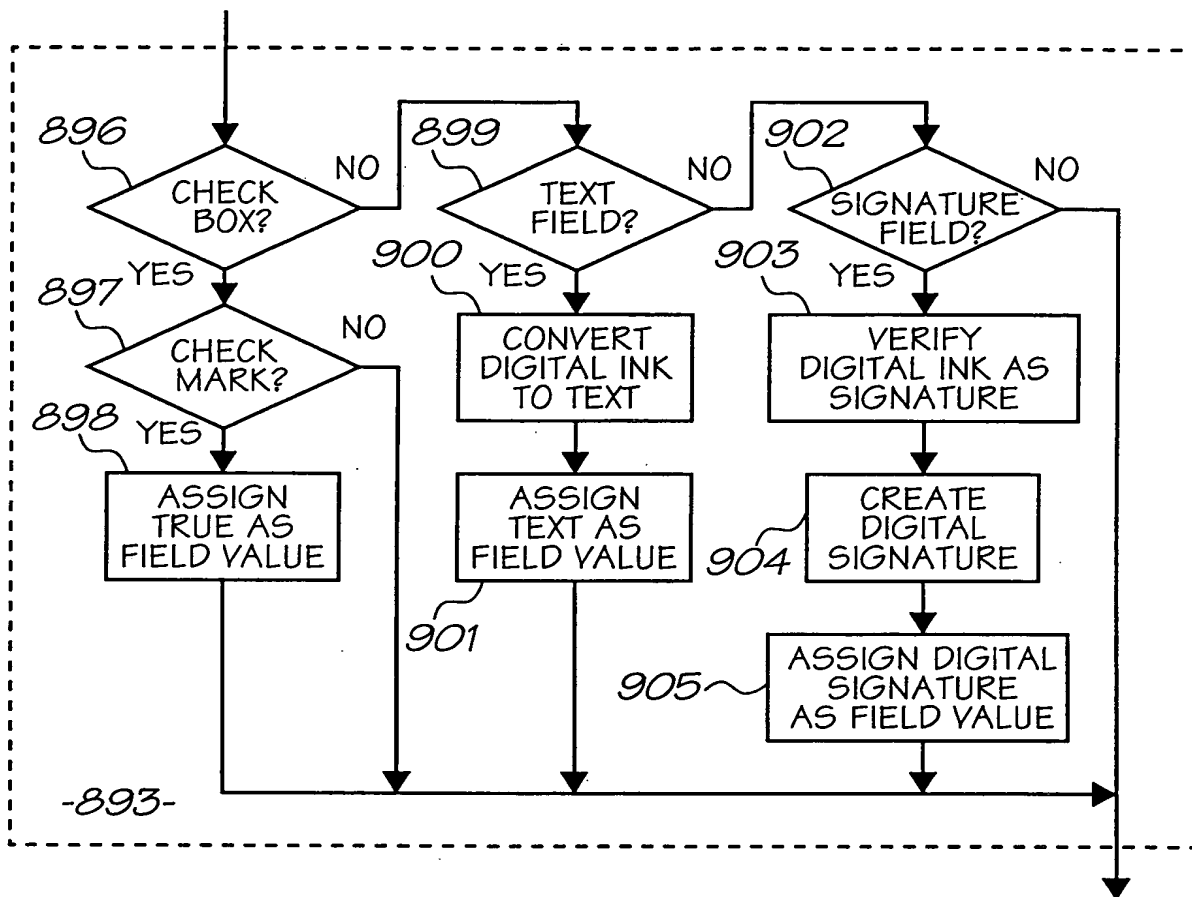 896
CHECK
BOX?
NO
YES
897
CHECK
MARK?
NO
YES
898
ASSIGN
TRUE AS
FIELD VALUE
899
TEXT
FIELD?
NO
YES
900
CONVERT
DIGITAL INK
TO TEXT
ASSIGN
TEXT AS
FIELD VALUE
901
902
SIGNATURE
FIELD?
NO
YES
903
VERIFY
DIGITAL INK AS
SIGNATURE
CREATE
DIGITAL
SIGNATURE
904
ASSIGN DIGITAL
SIGNATURE
AS FIELD VALUE
905
-893-